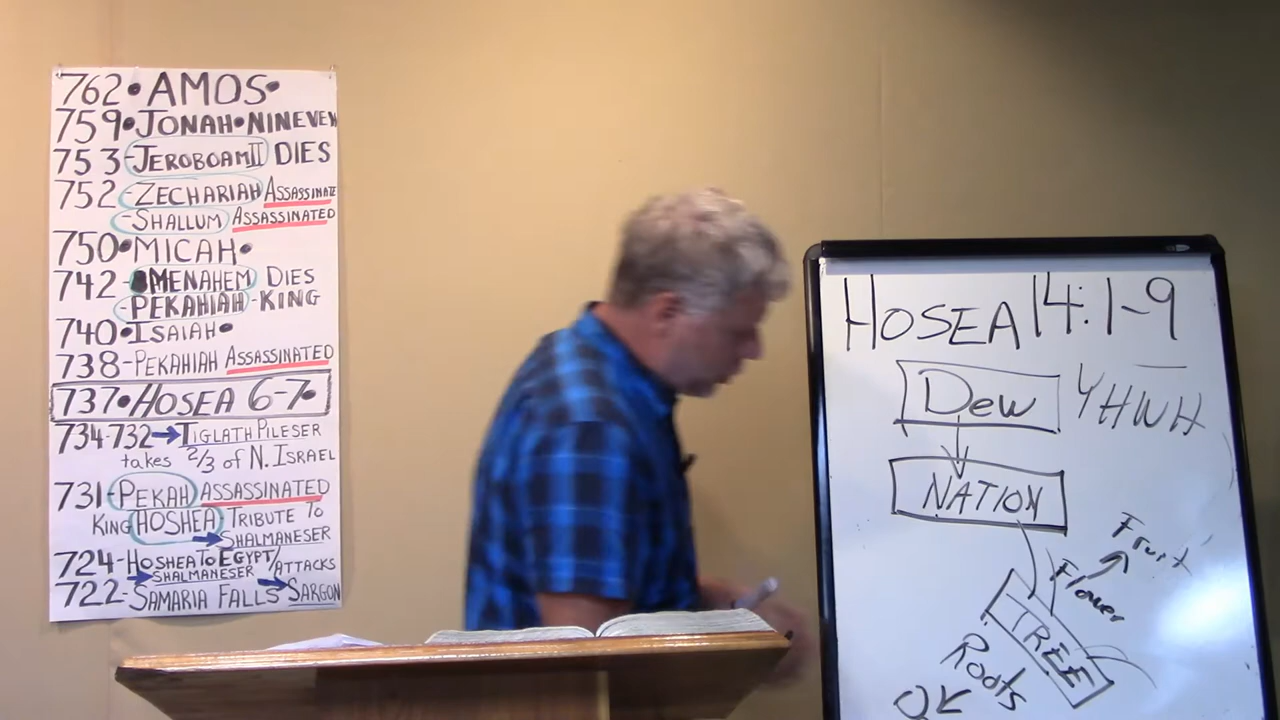 762•AMOS•
759•JONAH•NINEVEH
753-JEROBOAM II DIES
752-ZECHARIAH ASSASSINATE
-SHALLUM ASSASSINATED
750•MICAH•
742-MENAHEM DIES
-PEKAHIAH-KING
740•ISAIAH•
738-PEKAHIAH ASSASSINATED
737•HOSEA 6-7•
734-732→TIGLATH PILESER
takes 2/3 of N. ISRAEL
731-PEKAH ASSASSINATED
KING HOSHEA TRIBUTE TO
→SHALMANESER
724-HOSHEA TO EGYPT/ATTACKS
→SHALMANESER
722-SAMARIA FALLS→SARGON
HOSEA 14:1-9
Dew YHWH
NATION
Fruit
Flower
TREE
Roots